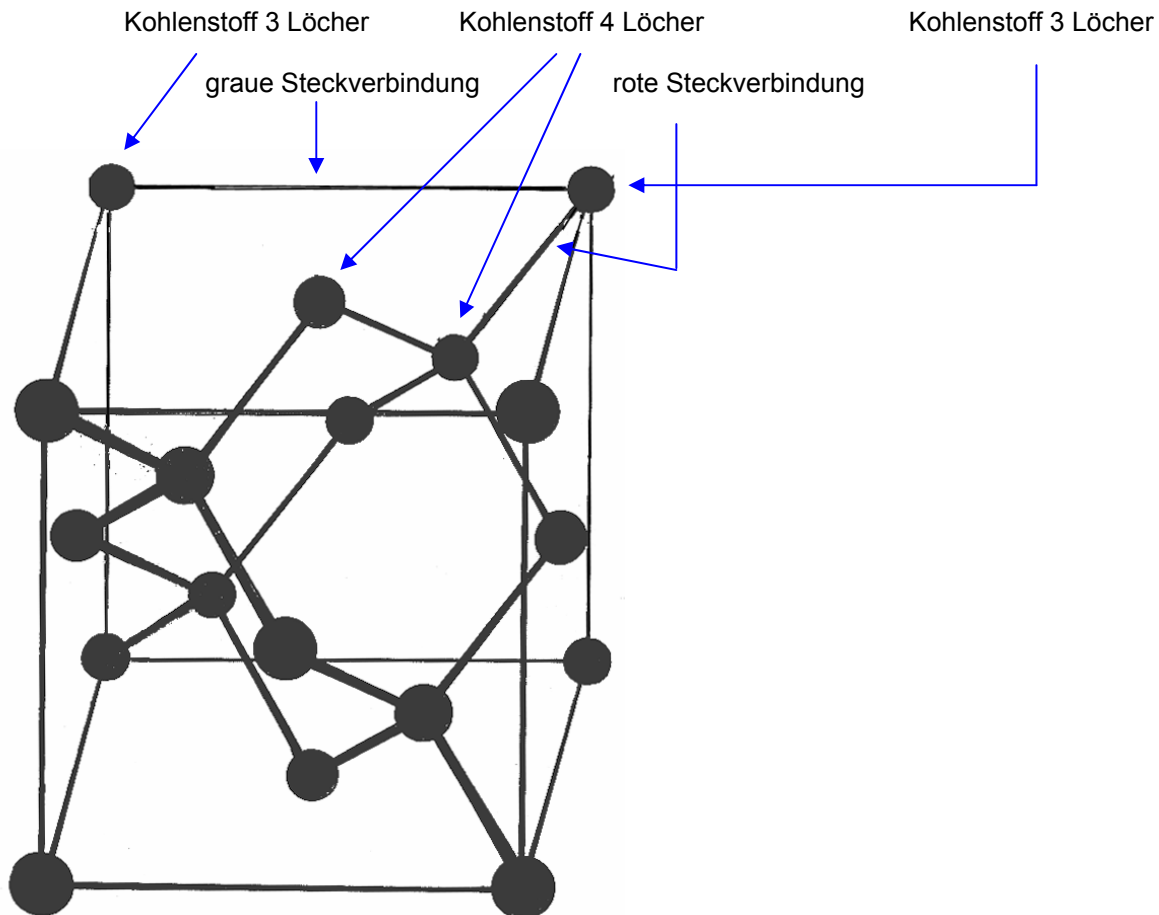 Kohlenstoff 3 Löcher Kohlenstoff 4 Löcher Kohlenstoff 3 Löcher
graue Steckverbindung rote Steckverbindung